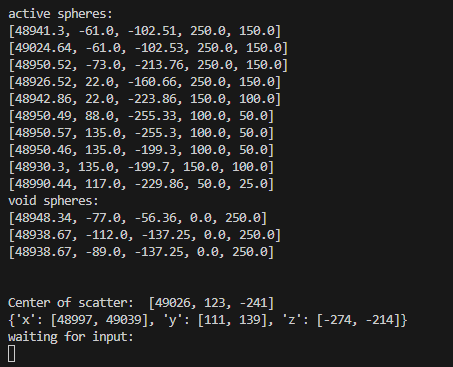 active spheres:
[48941.3, -61.0, -102.51, 250.0, 150.0]
[49024.64, -61.0, -102.53, 250.0, 150.0]
[48950.52, -73.0, -213.76, 250.0, 150.0]
[48926.52, 22.0, -160.66, 250.0, 150.0]
[48942.86, 22.0, -223.86, 150.0, 100.0]
[48950.49, 88.0, -255.33, 100.0, 50.0]
[48950.57, 135.0, -255.3, 100.0, 50.0]
[48950.46, 135.0, -199.3, 100.0, 50.0]
[48930.3, 135.0, -199.7, 150.0, 100.0]
[48990.44, 117.0, -229.86, 50.0, 25.0]
void spheres:
[48948.34, -77.0, -56.36, 0.0, 250.0]
[48938.67, -112.0, -137.25, 0.0, 250.0]
[48938.67, -89.0, -137.25, 0.0, 250.0]
Center of scatter:  [49026, 123, -241]
{'x': [48997, 49039], 'y': [111, 139], 'z': [-274, -214]}
waiting for input: